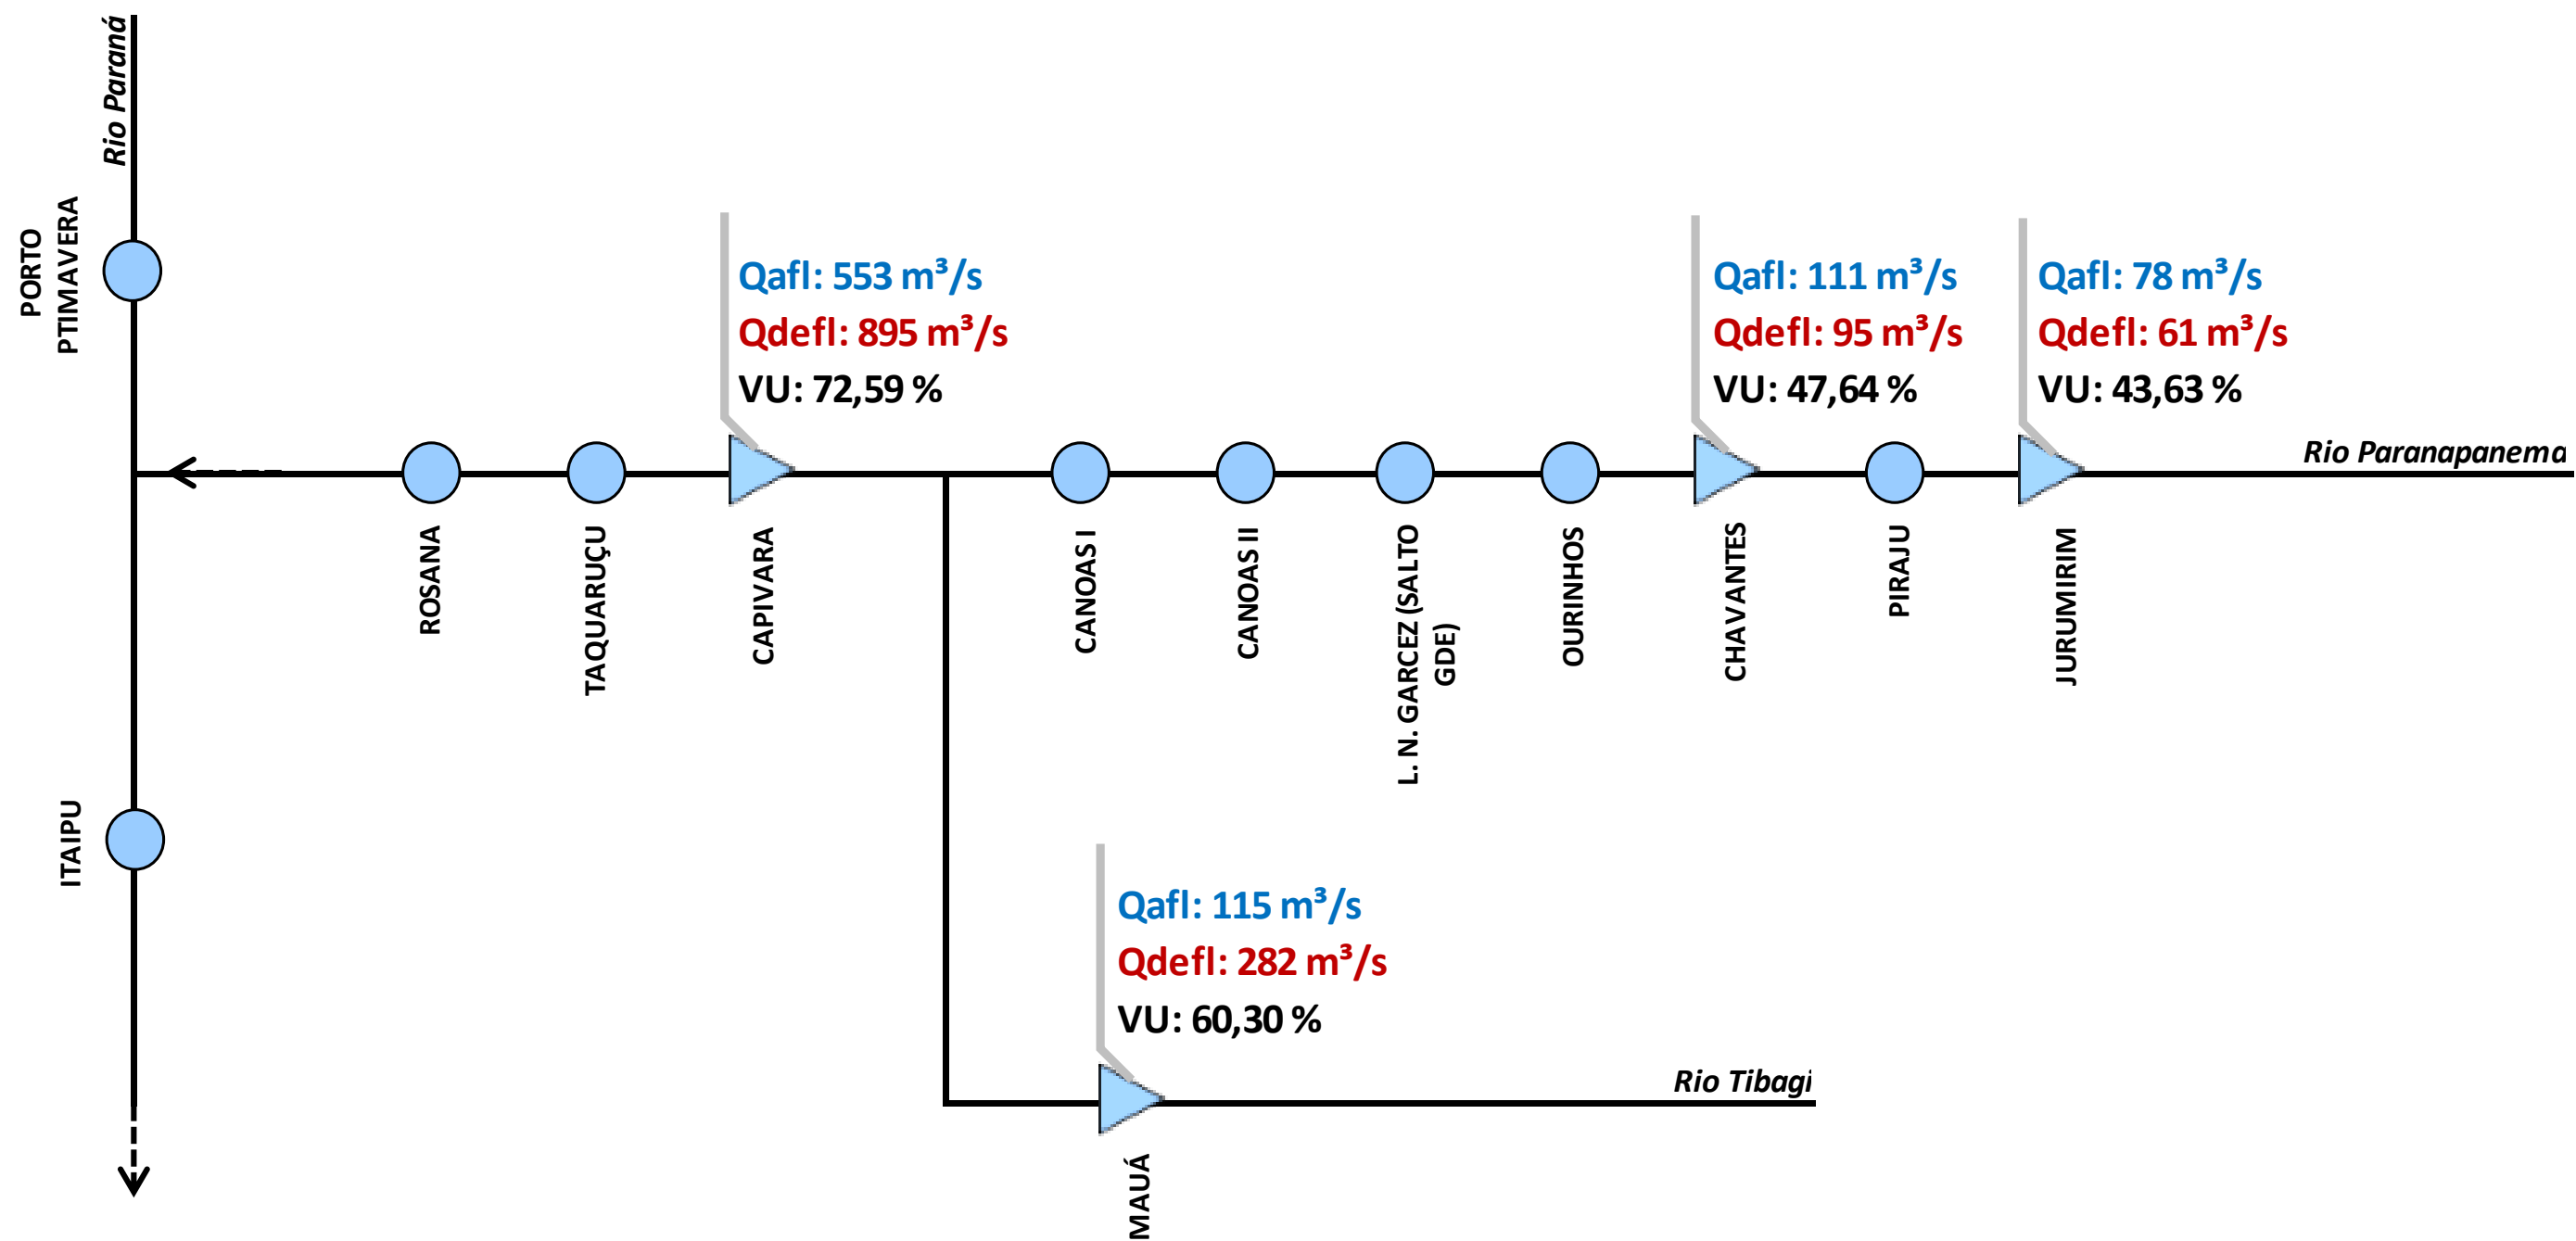 Rio Paraná
PORTO
PTIMAVERA
Qafl: 553 m³/s
Qdefl: 895 m³/s
VU: 72,59 %
Qafl: 111 m³/s
Qdefl: 95 m³/s
VU: 47,64 %
Qafl: 78 m³/s
Qdefl: 61 m³/s
VU: 43,63 %
Rio Paranapanema
ROSANA
TAQUARUÇU
CAPIVARA
CANOAS I
CANOAS II
L. N. GARCEZ (SALTO
GDE)
OURINHOS
CHAVANTES
PIRAJU
JURUMIRIM
ITAIPU
Qafl: 115 m³/s
Qdefl: 282 m³/s
VU: 60,30 %
Rio Tibagi
MAUÁ